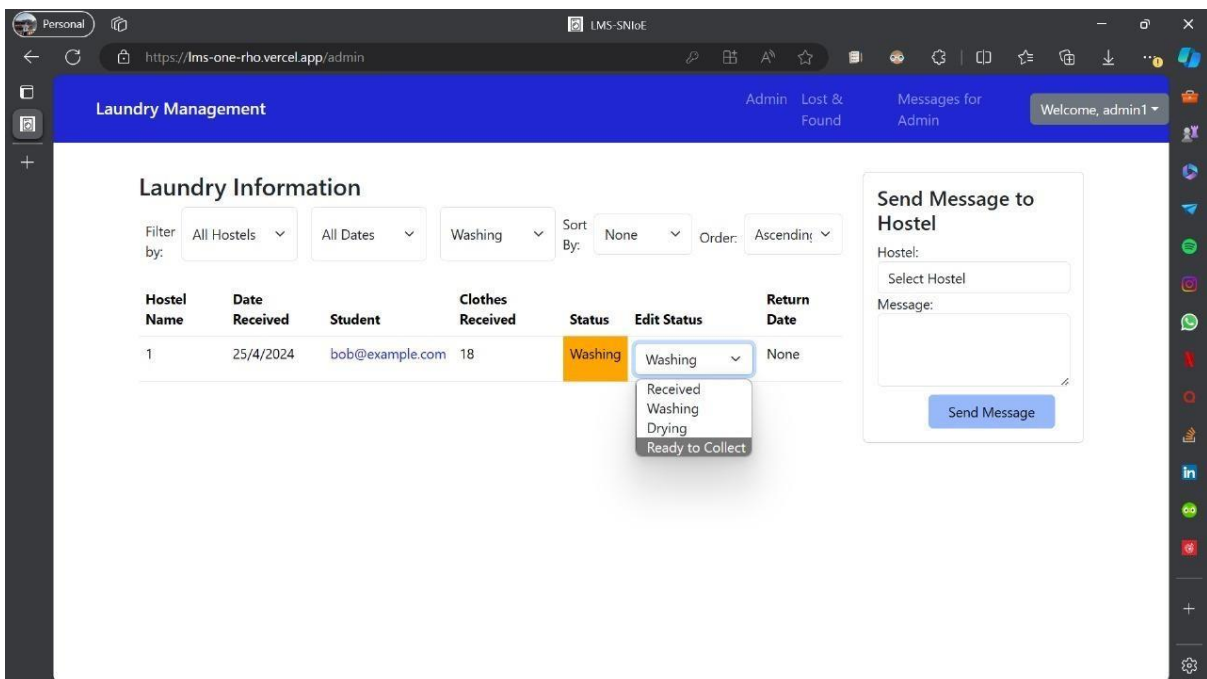 Personal
LMS-SNIoE
https://lms-one-rho.vercel.app/admin
Laundry Management
Admin
Lost &
Found
Messages for
Admin
Welcome, admin1
Laundry Information
Filter
by:
All Hostels
All Dates
Washing
Sort
By:
None
Order:
Ascending
Hostel
Name
Date
Received
Student
Clothes
Received
Status
Edit Status
Return
Date
1
25/4/2024
bob@example.com
18
Washing
Washing
None
Received
Washing
Drying
Ready to Collect
Send Message to
Hostel
Hostel:
Select Hostel
Message:
Send Message